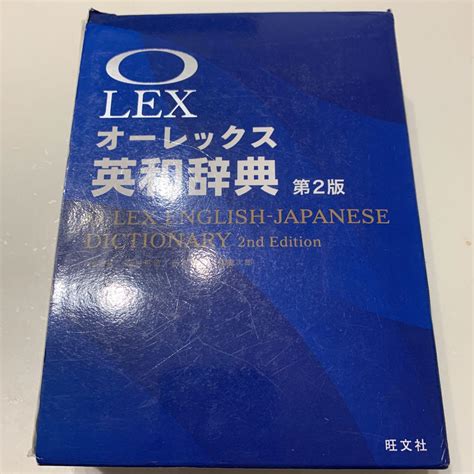 O
LEX
オーレックス
英和辞典 第2版
O-LEX ENGLISH-JAPANESE
DICTIONARY 2nd Edition
旺文社